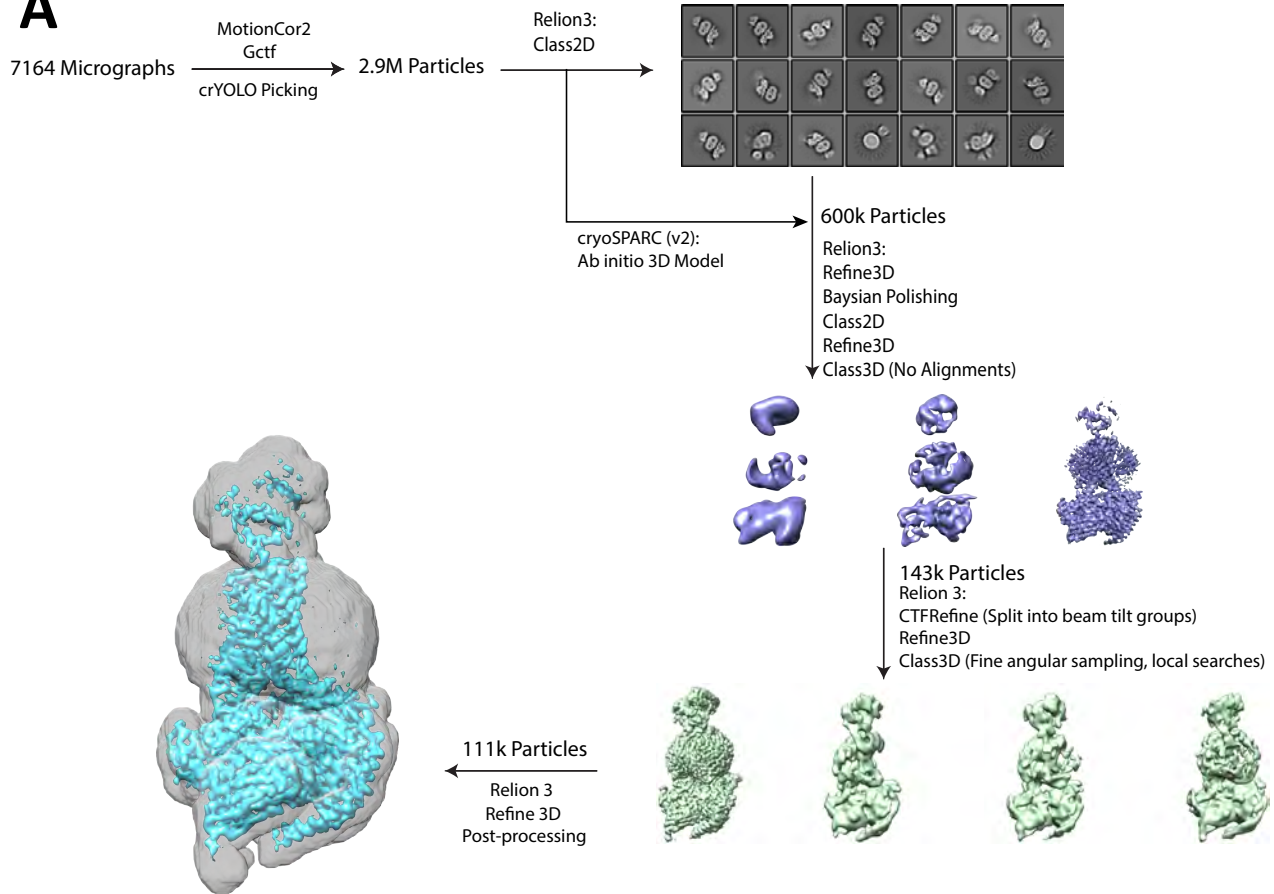 A
MotionCor2
Gctf
7164 Micrographs
crYOLO Picking
2.9M Particles
Relion3:
Class2D
cryoSPARC (v2):
Ab initio 3D Model
600k Particles
Relion3:
Refine3D
Baysian Polishing
Class2D
Refine3D
Class3D (No Alignments)
143k Particles
Relion 3:
CTFRefine (Split into beam tilt groups)
Refine3D
Class3D (Fine angular sampling, local searches)
111k Particles
Relion 3
Refine 3D
Post-processing